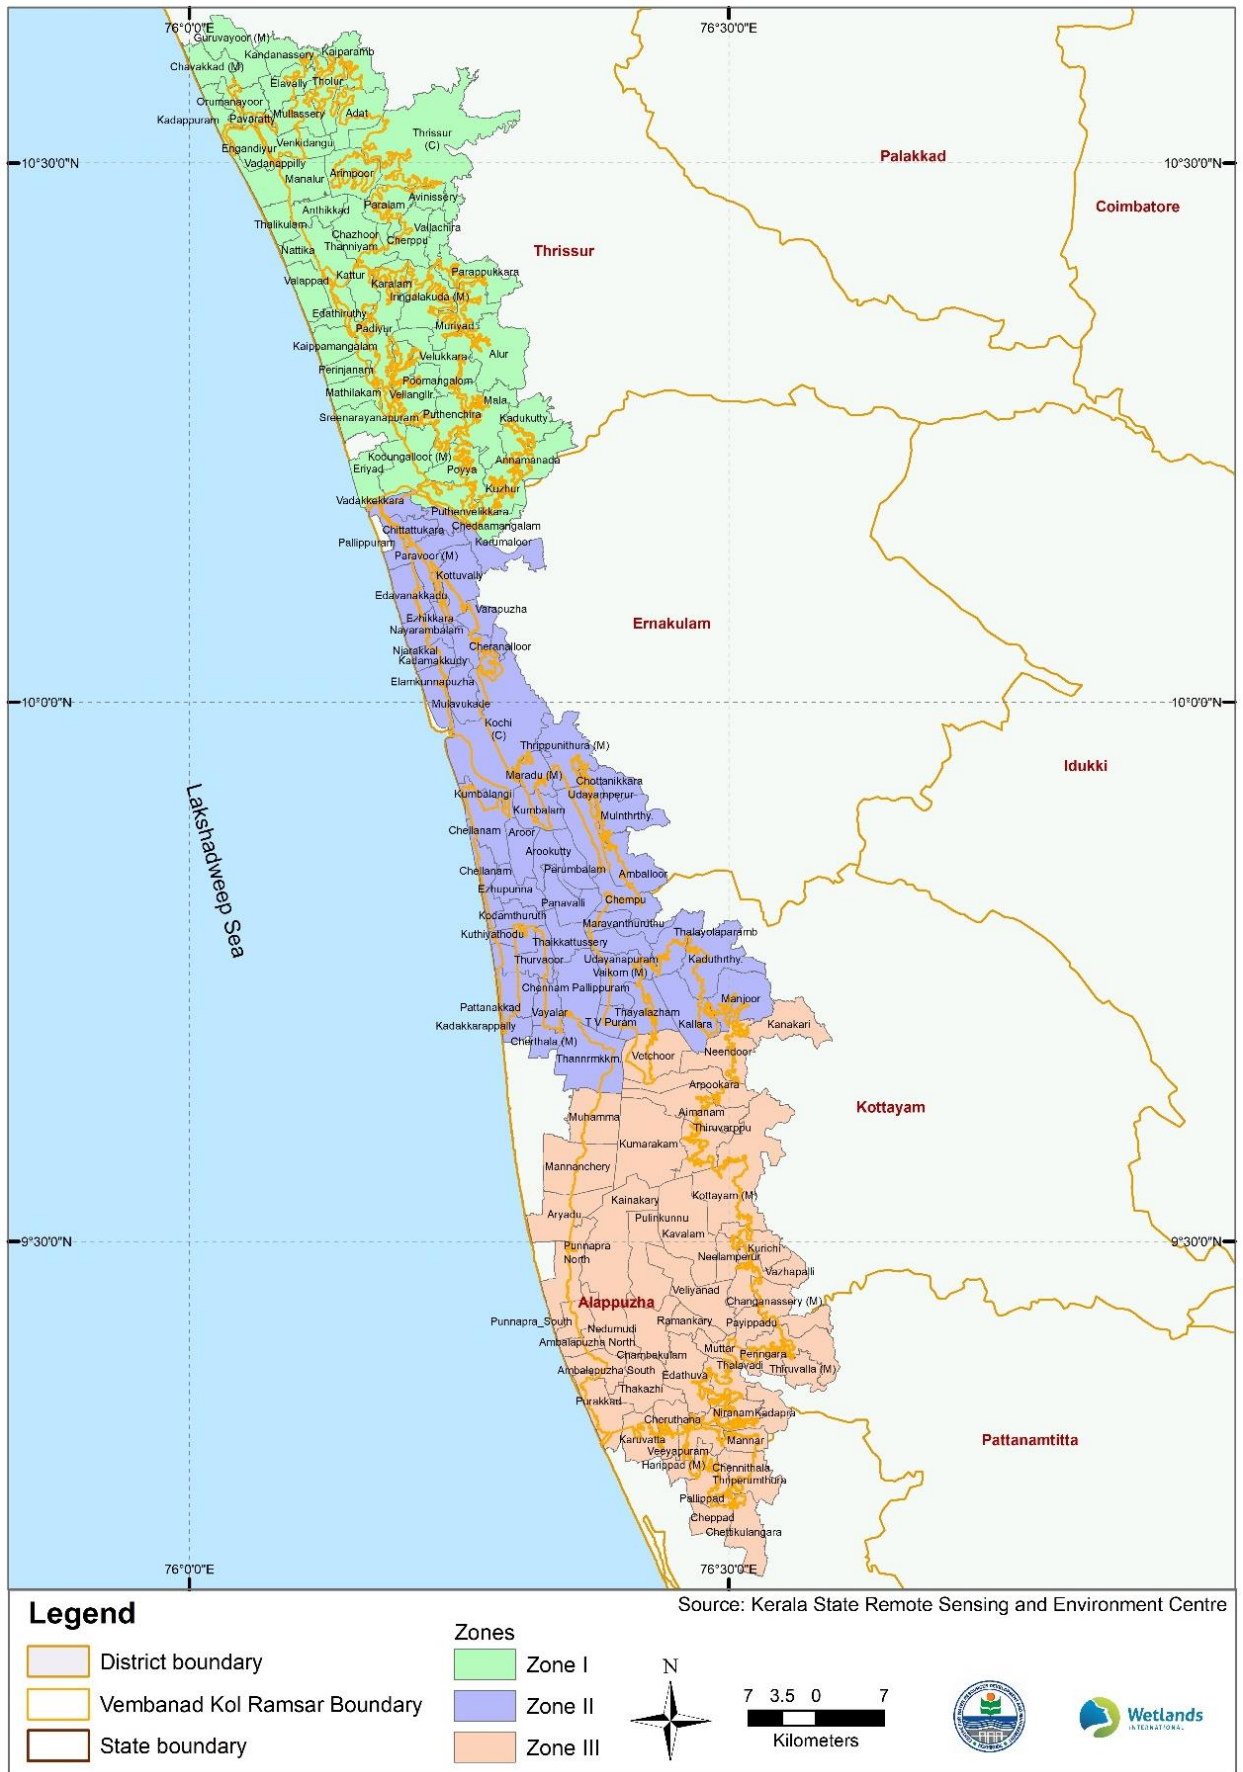 76°0'0"E
76°30'0"E
Guruvayoor (M)
Kandanassery
Kaiparamb
Chavakkad (M)
Elavally
Tholur
Orumanayoor
Mullassery
Adat
Kadappuram
Pavaratty
Thrissur
(C)
Engandiyur
Venkidangu
Palakkad
10°30'0"N
10°30'0"N
Vadanappilly
Manalur
Arimpoor
Avinissery
Coimbatore
Paralam
Anthikkad
Thalikulam
Vallachira
Chazhoor
Cherppu
Thanniyam
Nattika
Thrissur
Kattur
Parappukkara
Valappad
Karalam
Iringalakuda (M)
Edathiruthy
Padiyur
Muriyad
Kaippamangalam
Velukkara
Alur
Perinjanam
Poomangalom
Mathilakam
Vellangllr
Mala
Sreenarayanapuram
Puthenchira
Kadukutty
Kodungalloor (M)
Annamanada
Eriyad
Poyya
Kuzhur
Vadakkekkara
Puthenvelikkara
Chedaamangalam
Chittattukara
Pallippuram
Karumaloor
Paravoor (M)
Kottuvally
Edavanakkadu
Varapuzha
Ezhikkara
Ernakulam
Nayarambalam
Njarakkal
Cheranalloor
Kadamakkudy
Elamkunnapuzha
10°0'0"N
10°0'0"N
Mulavukade
Kochi
(C)
Thrippunithura (M)
Idukki
Maradu (M)
Chottanikkara
Kumbalangi
Udayamperur
Kumbalam
Mulnthrthy.
Lakshadweep Sea
Chellanam
Aroor
Arookutty
Chellanam
Perumbalam
Amballoor
Ezhupunna
Panavalli
Chempu
Kodamthuruth
Maravanthuruthu
Kuthiyathodu
Thalayolaparamb
Thaikkattussery
Thurvaoor
Udayanapuram
Kaduthrthy.
Vaikom (M)
Chennam Pallippuram
Manjoor
Pattanakkad
Vayalar
Thayalazham
Kadakkarappally
T V Puram
Kallara
Kanakari
Cherthala (M)
Thannrmkkm.
Votchoor
Neendoor
Arpookara
Muhamma
Aimanam
Kottayam
Thiruvarppu
Kumarakam
Mannanchery
Kainakary
Kottayam (M)
Aryadu
Pulinkunnu
Kavalam
9°30'0"N
9°30'0"N
Punnapra
North
Kurichi
Neelamperur
Vazhapalli
Veliyanad
Alappuzha
Changanassery (M)
Punnapra_South
Ramankary
Payippadu
Nedumudi
Ambalapuzha North
Muttar
Chambakulam
Penngara
Thalavadi
Ambalapuzha South
Edathuva
Thiruvalla (M)
Thakazhi
Purakkad
Niranam
Kadapra
Cheruthana
Pattanamtitta
Karuvatta
Mannar
Veeyapuram
Harippad (M)
Chennithala
Thriperumthura
Pallippad
Cheppad
Chettikulangara
76°0'0"E
76°30'0"E
Source: Kerala State Remote Sensing and Environment Centre
Legend
District boundary
Vembanad Kol Ramsar Boundary
State boundary
Zones
Zone I
Zone II
Zone III
N
7 3.5 0 7
Kilometers
Wetlands
INTERNATIONAL